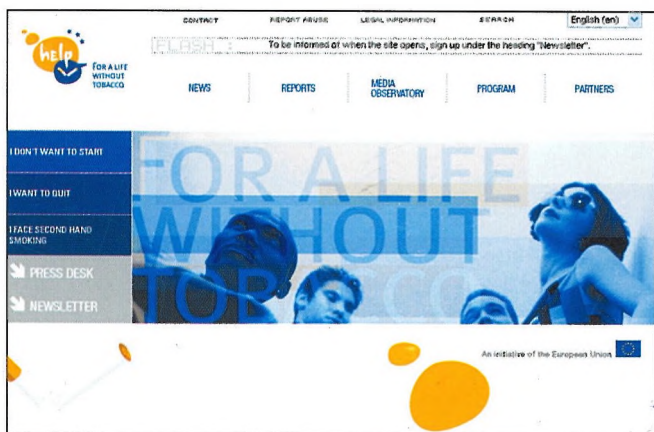 CONTACT
REPORT ABUSE
LEGAL INFORMATION
SEARCH
English (en)
help
FOR A LIFE
WITHOUT
TOBACCO
FLASH :
To be informed of when the site opens, sign up under the heading "Newsletter".
NEWS
REPORTS
MEDIA
OBSERVATORY
PROGRAM
PARTNERS
I DON'T WANT TO START
I WANT TO QUIT
I FACE SECOND HAND
SMOKING
PRESS DESK
NEWSLETTER
FOR A LIFE
WITHOUT
TOBACCO
An initiative of the European Union